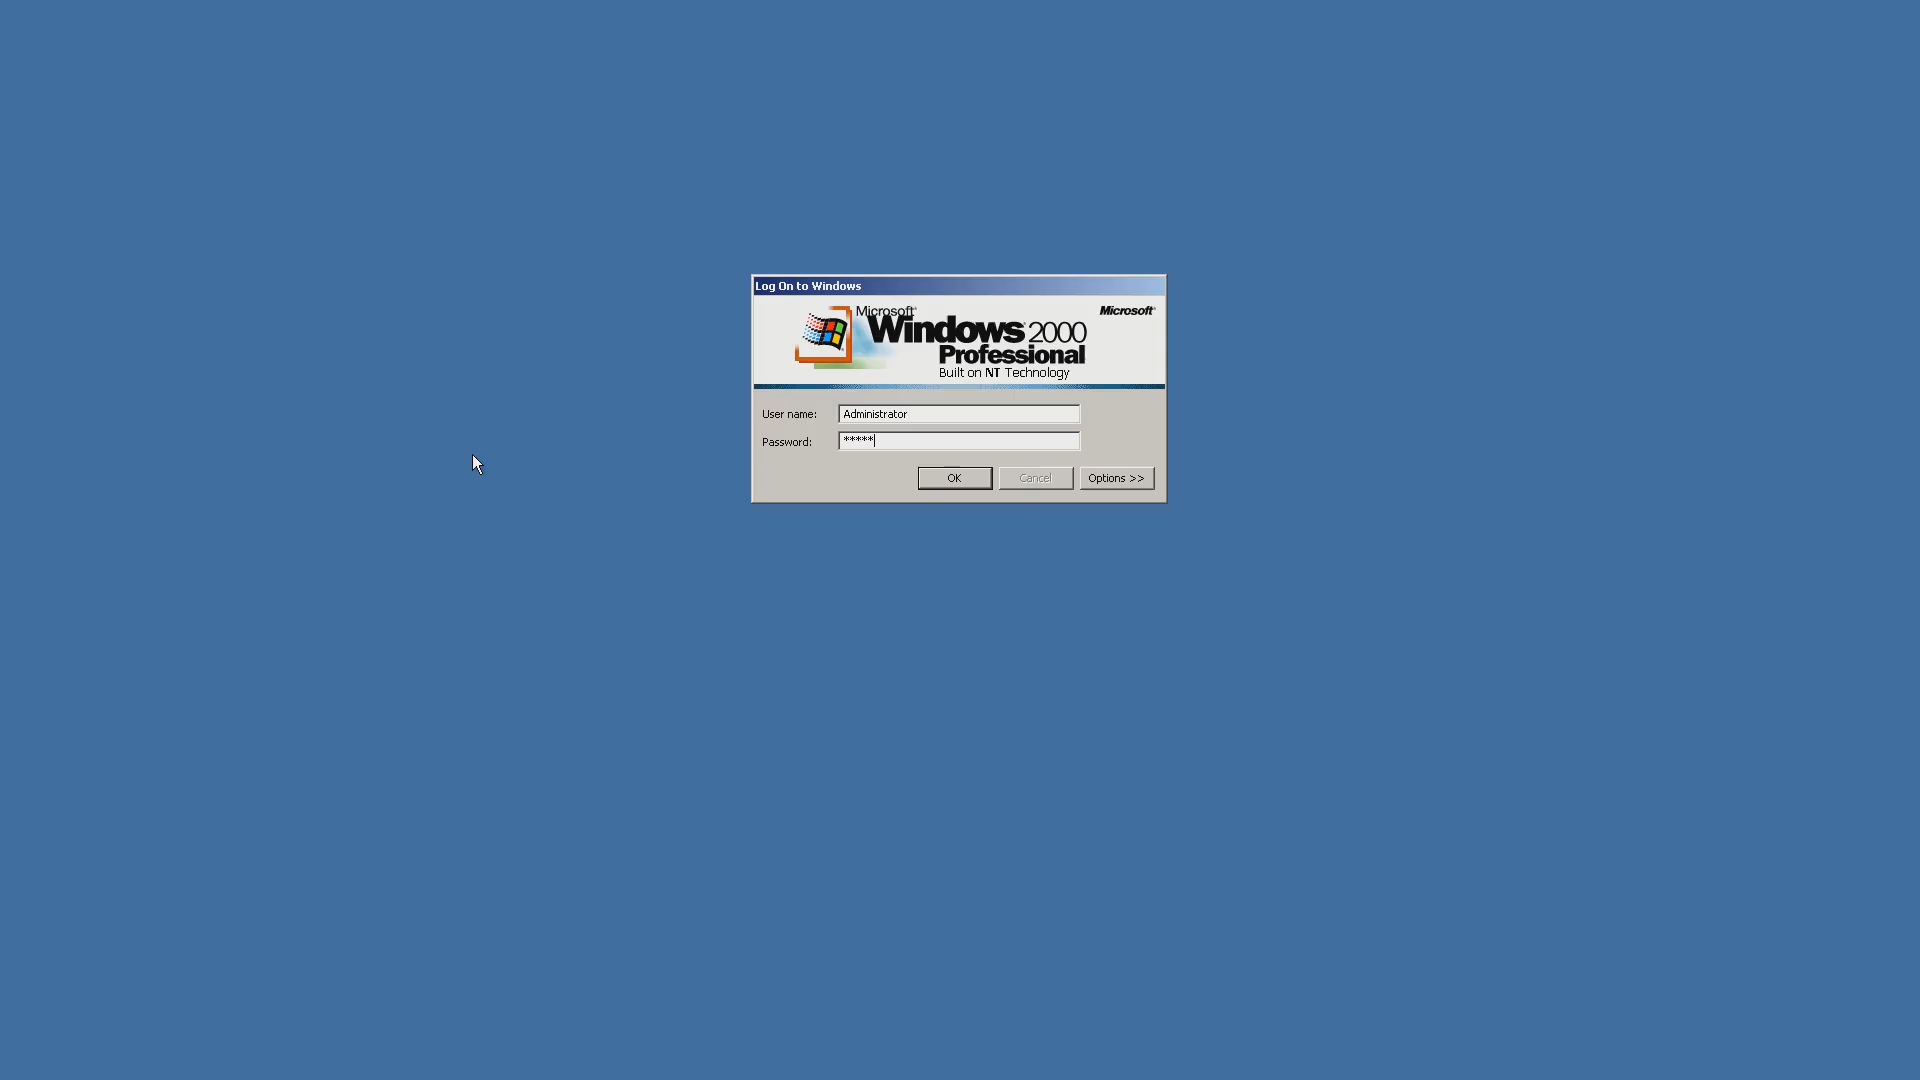 Log On to Windows
Microsoft®
Microsoft®
Windows 2000
Professional
Built on NT Technology
User name: Administrator
Password: *****
OK Cancel Options >>